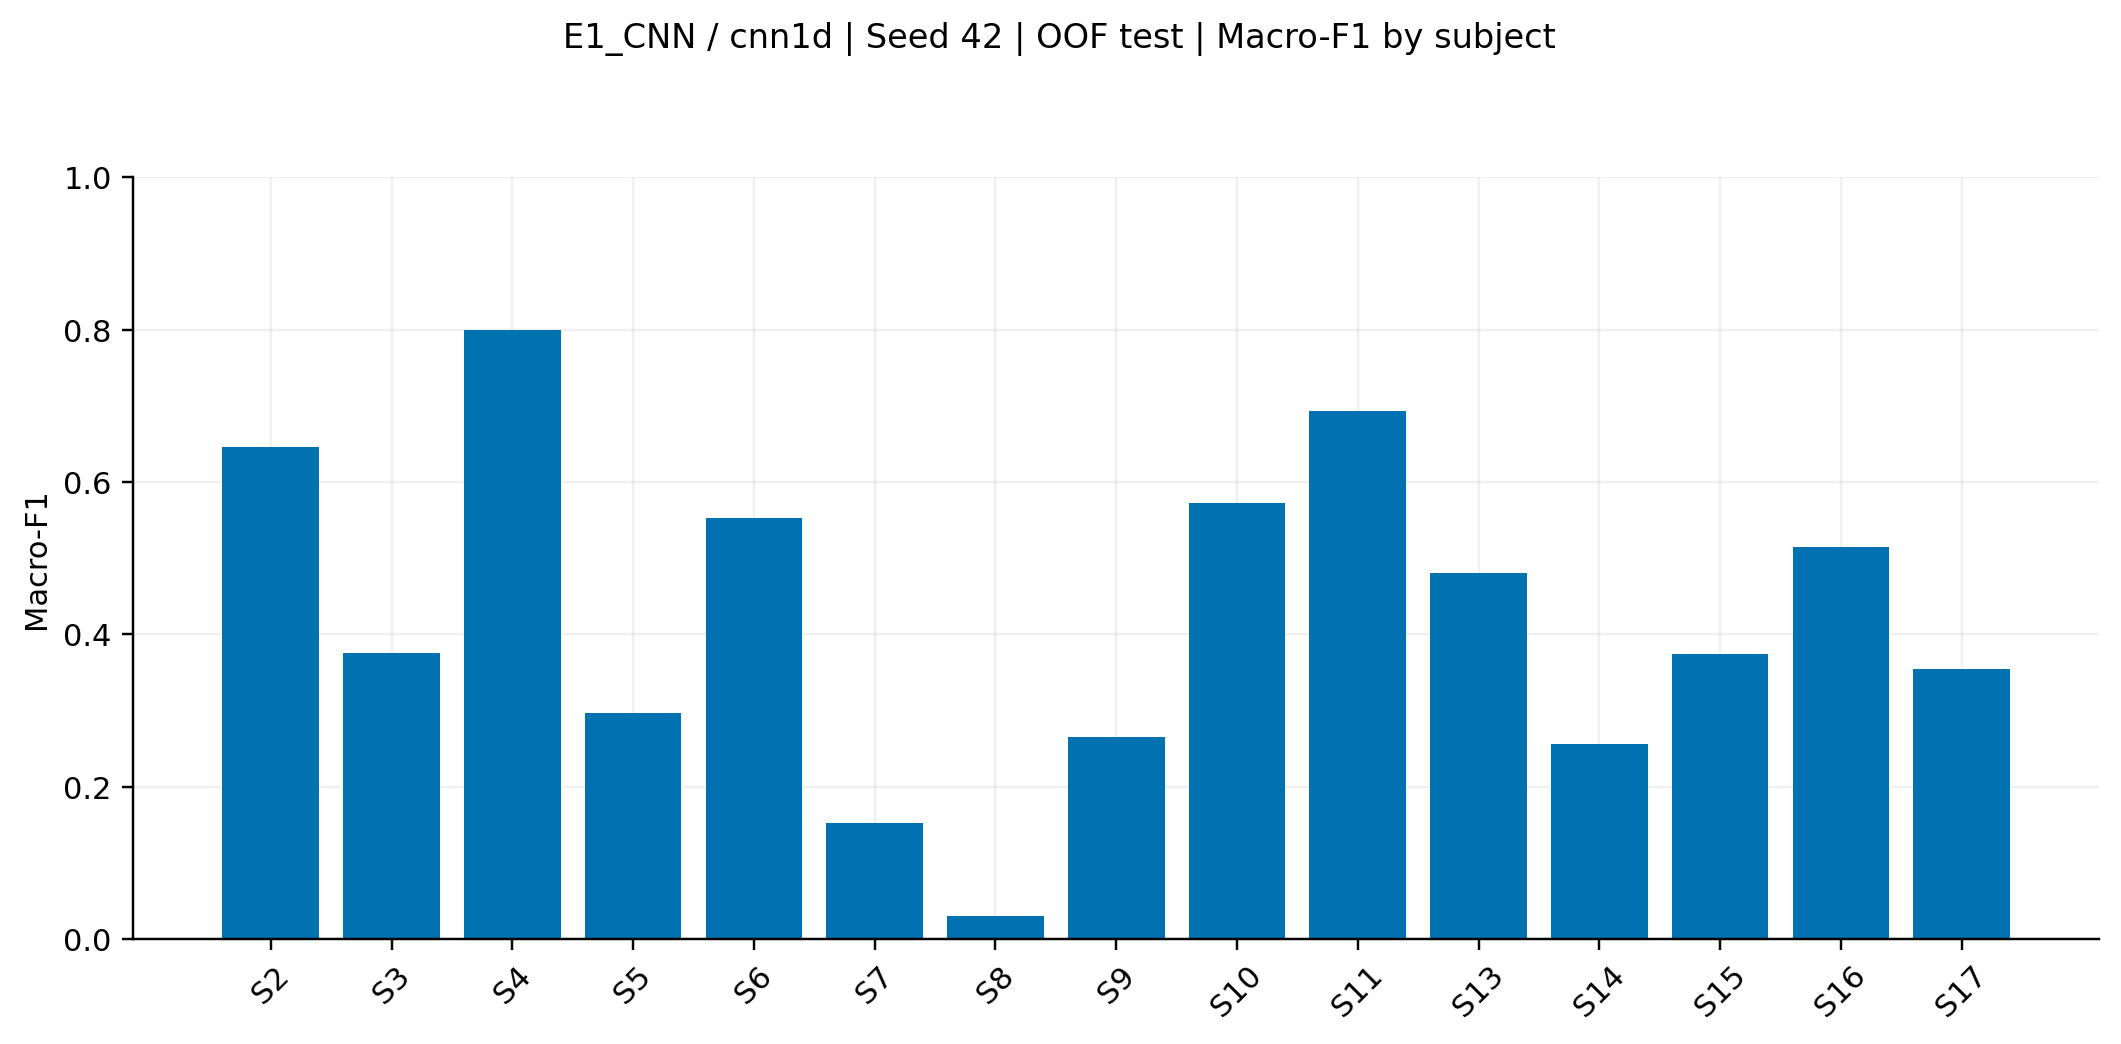 E1_CNN / cnn1d | Seed 42 | OOF test | Macro-F1 by subject
1.0
0.8
0.6
0.4
0.2
0.0
Macro-F1
S2 S3 S4 S5 S6 S7 S8 S9 S10 S11 S13 S14 S15 S16 S17